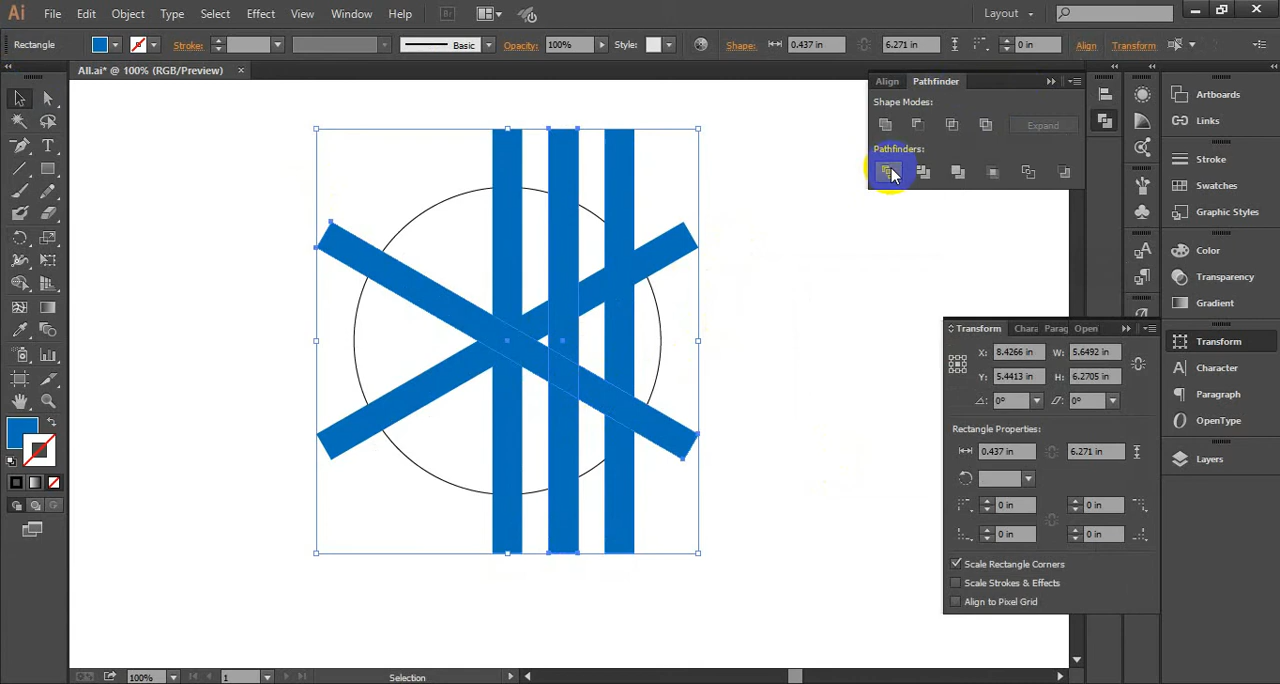 Ai File Edit Object Type Select Effect View Window Help Br Layout
Rectangle Stroke: Basic Opacity: 100% Style: Shape: 0.437 in 6.271 in 0 in Align Transform
All.ai* @ 100% (RGB/Preview) ×
Align Pathfinder
Shape Modes:
Expand
Pathfinders:
Artboards
Links
Stroke
Swatches
Graphic Styles
Color
Transparency
Gradient
Transform
Character
Paragraph
OpenType
Layers
Transform Chara Paragr Open
X: 8.4266 in W: 5.6492 in
Y: 5.4413 in H: 6.2705 in
0° 0°
Rectangle Properties:
0.437 in 6.271 in
0 in 0 in
0 in 0 in
Scale Rectangle Corners
Scale Strokes & Effects
Align to Pixel Grid
100% 1 Selection